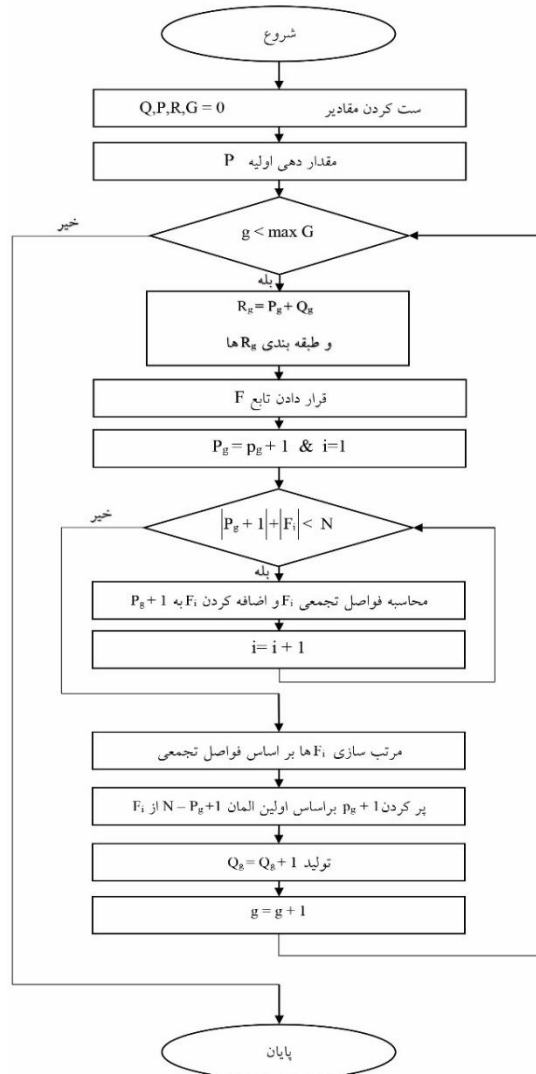 شروع
ست کردن مقادیر Q,P,R,G = 0
مقدار دهی اولیه P
g < max G
خیر
بله
R_g = P_g + Q_g
و طبقه بندی R_g ها
قرار دادن تابع F
P_g = p_g + 1 & i=1
|P_g + 1|+|F_i| < N
خیر
بله
محاسبه فواصل تجمعی F_i و اضافه کردن F_i به P_g + 1
i= i + 1
مرتب سازی F_i ها بر اساس فواصل تجمعی
پر کردن p_g + 1 براساس اولین المان N – P_g +1 از F_i
تولید Q_g = Q_g + 1
g = g + 1
پایان